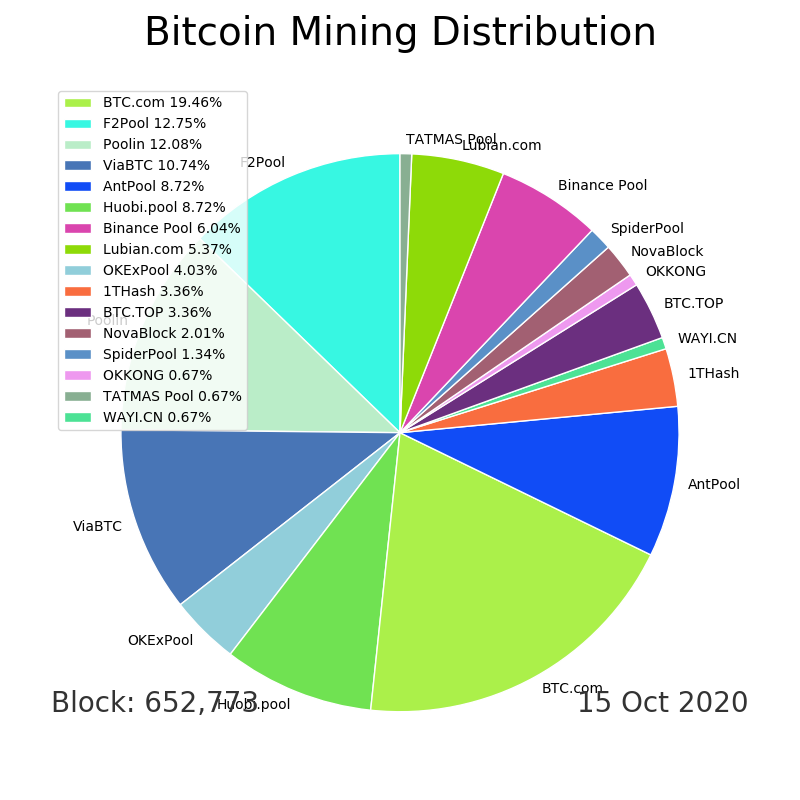 Bitcoin Mining Distribution
BTC.com 19.46%
F2Pool 12.75%
Poolin 12.08%
ViaBTC 10.74%
AntPool 8.72%
Huobi.pool 8.72%
Binance Pool 6.04%
Lubian.com 5.37%
OKExPool 4.03%
1THash 3.36%
BTC.TOP 3.36%
NovaBlock 2.01%
SpiderPool 1.34%
OKKONG 0.67%
TATMAS Pool 0.67%
WAYI.CN 0.67%
TATMAS Pool
Lubian.com
F2Pool
Binance Pool
SpiderPool
NovaBlock
OKKONG
BTC.TOP
Poolin
WAYI.CN
1THash
AntPool
ViaBTC
OKExPool
BTC.com
Huobi.pool
Block: 652,773
15 Oct 2020